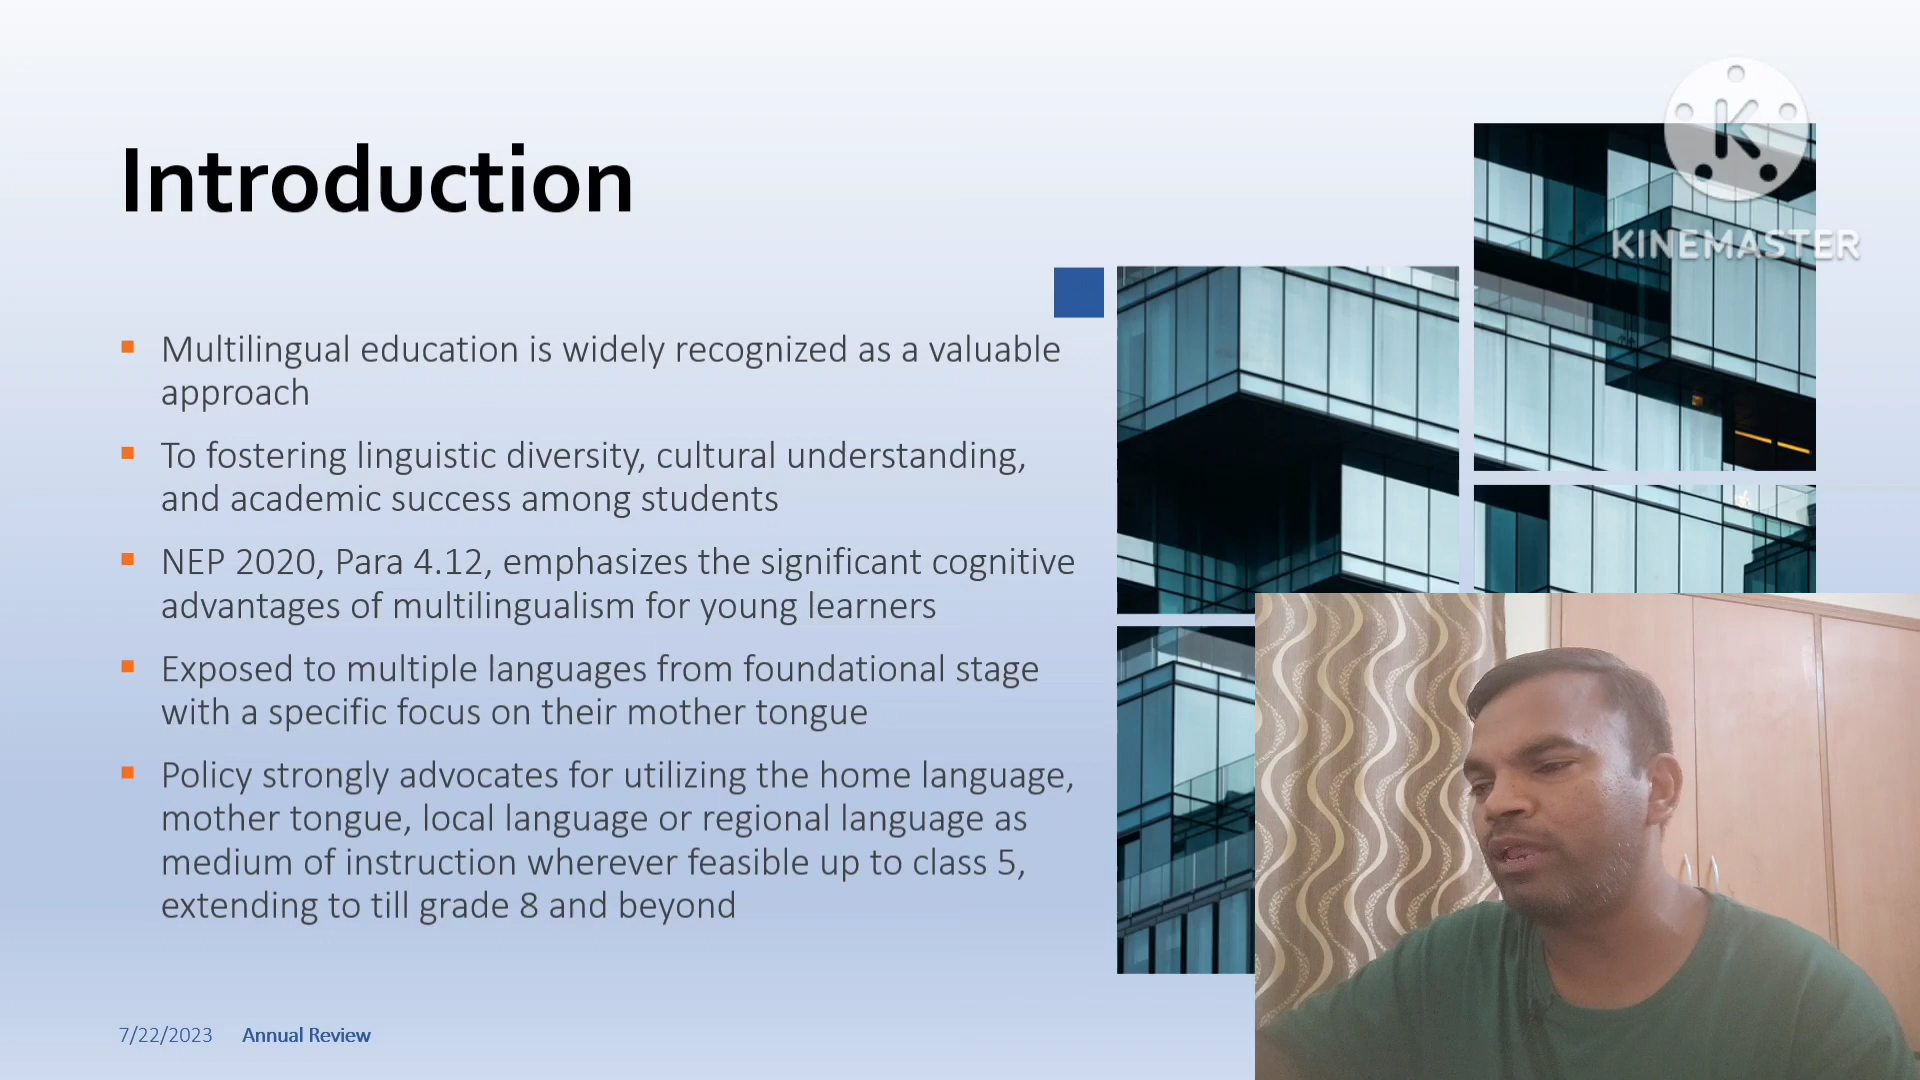 Introduction
KINEMASTER
Multilingual education is widely recognized as a valuable
approach
To fostering linguistic diversity, cultural understanding,
and academic success among students
NEP 2020, Para 4.12, emphasizes the significant cognitive
advantages of multilingualism for young learners
Exposed to multiple languages from foundational stage
with a specific focus on their mother tongue
Policy strongly advocates for utilizing the home language,
mother tongue, local language or regional language as
medium of instruction wherever feasible up to class 5,
extending to till grade 8 and beyond
7/22/2023 Annual Review